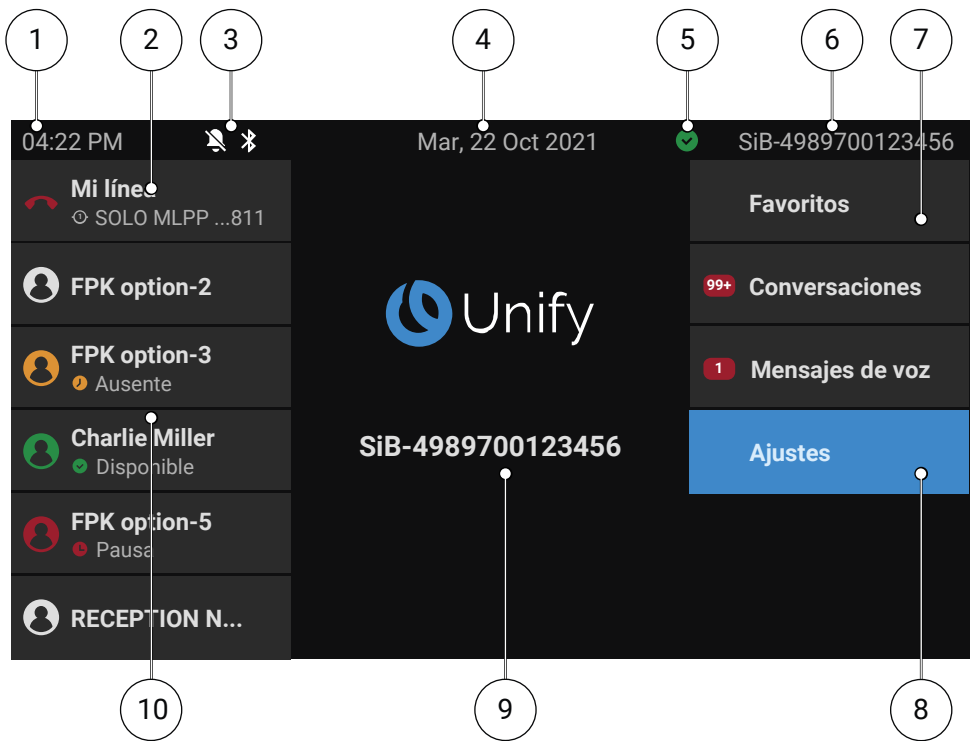 1
2
3
4
5
6
7
04:22 PM
Mar, 22 Oct 2021
SiB-4989700123456
Mi línea
SOLO MLPP ...811
FPK option-2
FPK option-3
Ausente
Charlie Miller
Disponible
FPK option-5
Pausa
RECEPTION N...
Unify
SiB-4989700123456
Favoritos
99+ Conversaciones
1 Mensajes de voz
Ajustes
10
9
8